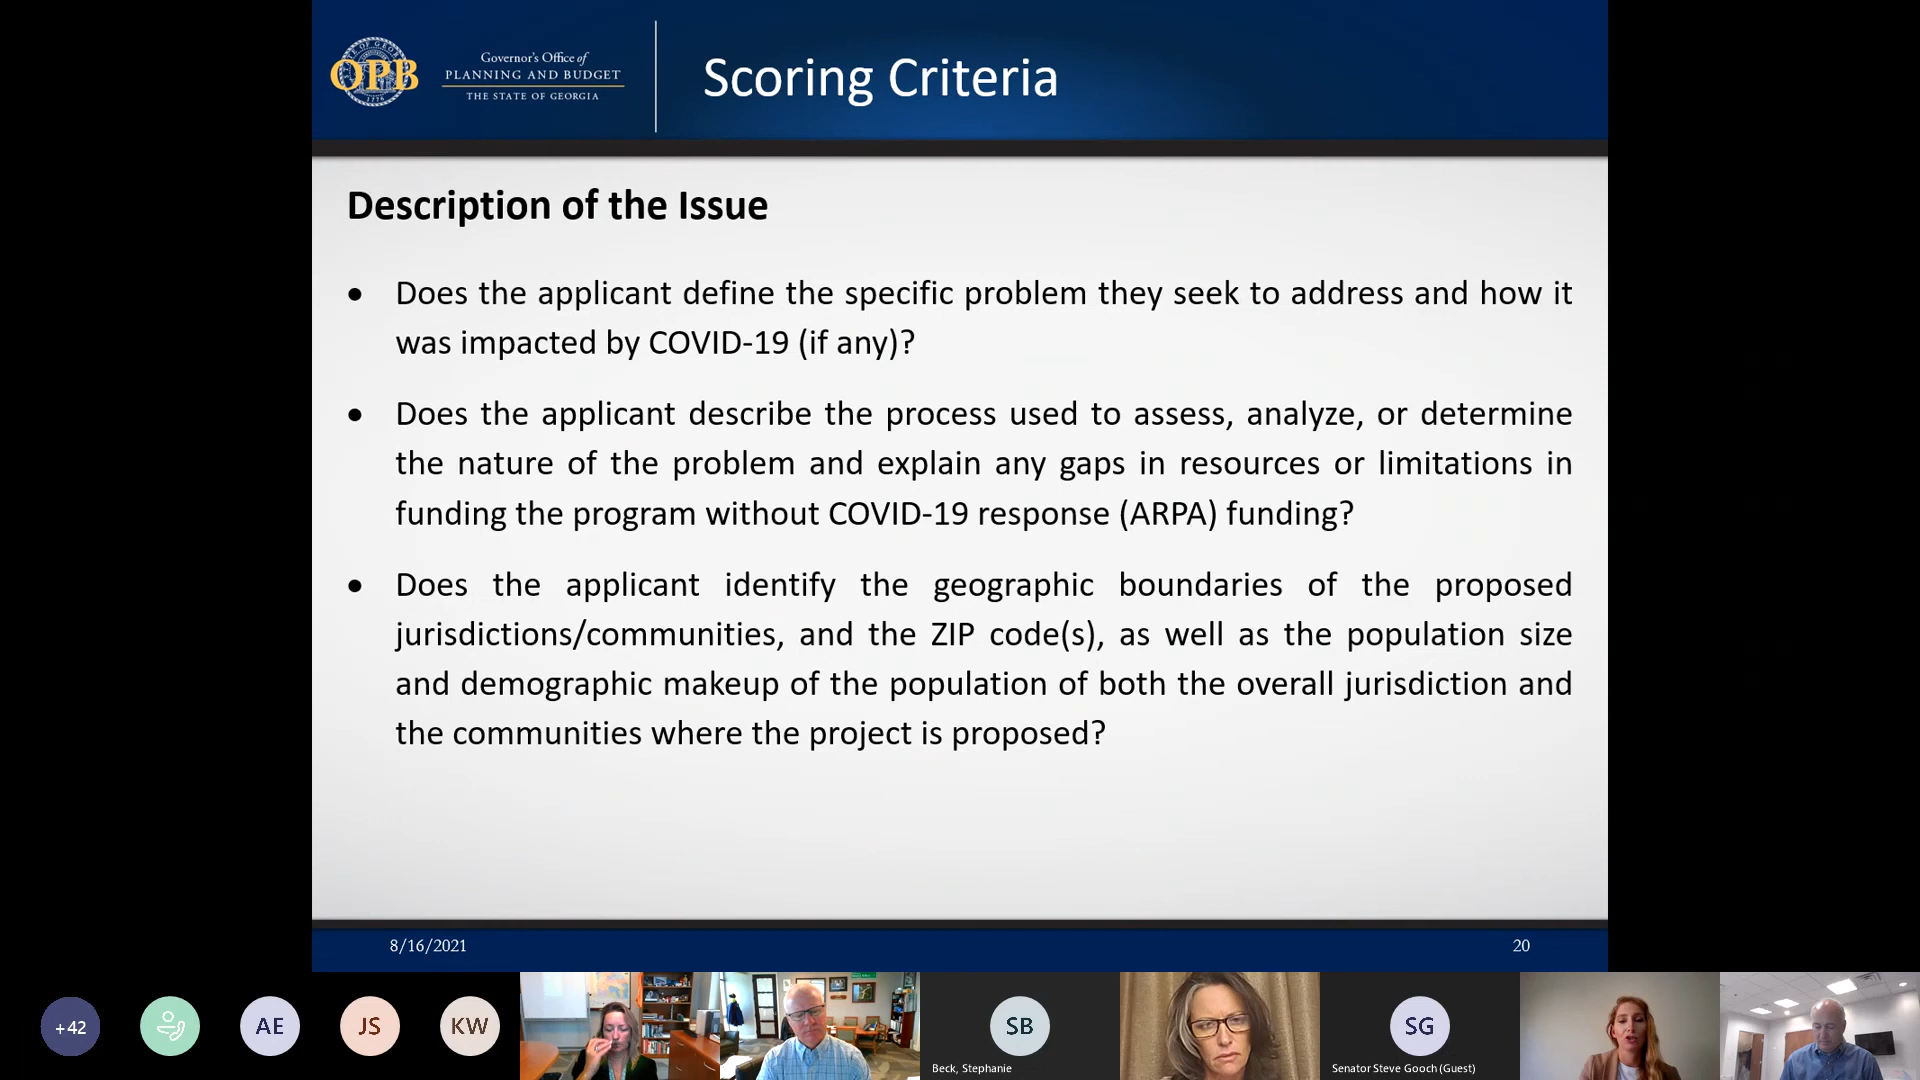 OPB
1776
Governor's Office of
PLANNING AND BUDGET
THE STATE OF GEORGIA
Scoring Criteria
Description of the Issue
• Does the applicant define the specific problem they seek to address and how it
was impacted by COVID-19 (if any)?
• Does the applicant describe the process used to assess, analyze, or determine
the nature of the problem and explain any gaps in resources or limitations in
funding the program without COVID-19 response (ARPA) funding?
• Does the applicant identify the geographic boundaries of the proposed
jurisdictions/communities, and the ZIP code(s), as well as the population size
and demographic makeup of the population of both the overall jurisdiction and
the communities where the project is proposed?
8/16/2021
20
+42
AE
JS
KW
SB
Beck, Stephanie
SG
Senator Steve Gooch (Guest)